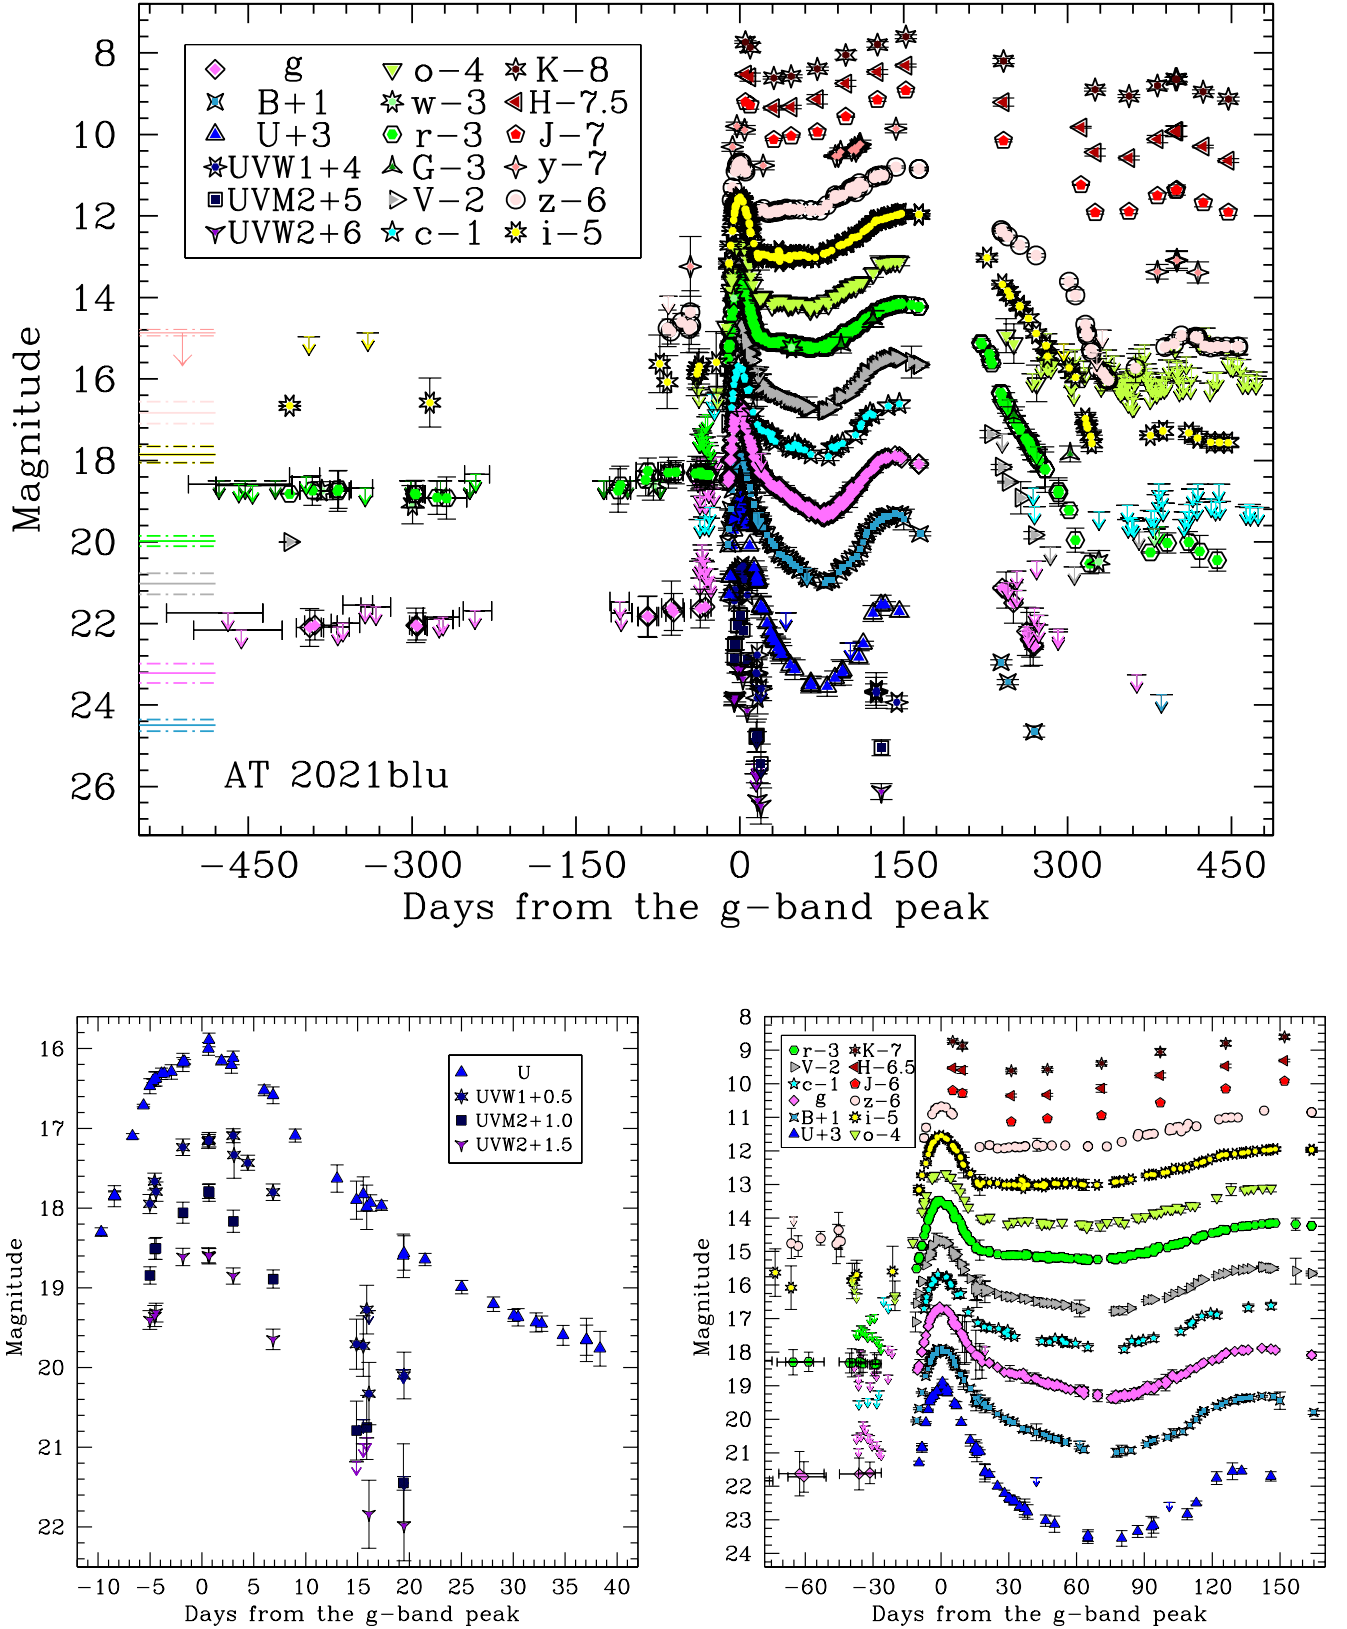 8
10
12
14
16
18
20
22
24
26
Magnitude
g o−4 K−8
B+1 w−3 H−7.5
U+3 r−3 J−7
UVW1+4 G−3 y−7
UVM2+5 V−2 z−6
UVW2+6 c−1 i−5
AT 2021blu
−450 −300 −150 0 150 300 450
Days from the g−band peak
16
17
18
19
20
21
22
Magnitude
U
UVW1+0.5
UVM2+1.0
UVW2+1.5
−10 −5 0 5 10 15 20 25 30 35 40
Days from the g−band peak
8
9
10
11
12
13
14
15
16
17
18
19
20
21
22
23
24
Magnitude
r−3 K−7
V−2 H−6.5
c−1 J−6
g z−6
B+1 i−5
U+3 o−4
−60 −30 0 30 60 90 120 150
Days from the g−band peak